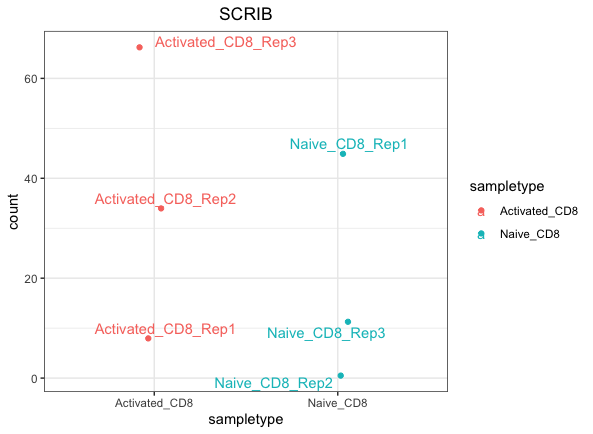 SCRIB
Activated_CD8_Rep3
60
Naive_CD8_Rep1
sampletype
count
40
Activated_CD8_Rep2
Activated_CD8
Naive_CD8
20
Activated_CD8_Rep1
Naive_CD8_Rep3
0
Naive_CD8_Rep2
Activated_CD8
Naive_CD8
sampletype